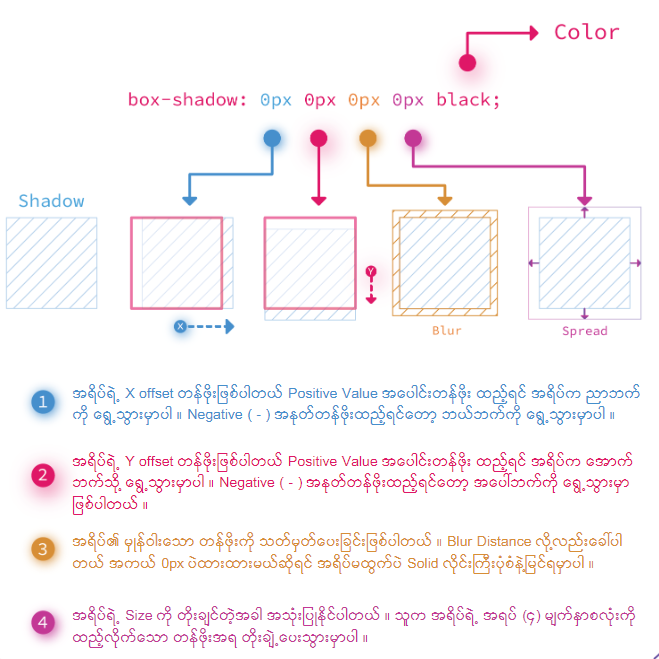 Color
box-shadow: 0px 0px 0px 0px black;
Shadow
X
Y
Blur
Spread
1
အရိပ်ရဲ့ X offset တန်ဖိုးဖြစ်ပါတယ် Positive Value အပေါင်းတန်ဖိုး ထည့်ရင် အရိပ်က ညာဘက်
ကို ရွေ့သွားမှာပါ ။ Negative ( - ) အနုတ်တန်ဖိုးထည့်ရင်တော့ ဘယ်ဘက်ကို ရွေ့သွားမှာပါ ။
2
အရိပ်ရဲ့ Y offset တန်ဖိုးဖြစ်ပါတယ် Positive Value အပေါင်းတန်ဖိုး ထည့်ရင် အရိပ်က အောက်
ဘက်သို့ ရွေ့သွားမှာပါ ။ Negative ( - ) အနုတ်တန်ဖိုးထည့်ရင်တော့ အပေါ်ဘက်ကို ရွေ့သွားမှာ
ဖြစ်ပါတယ် ။
3
အရိပ်၏ မှုန်ဝါးသော တန်ဖိုးကို သတ်မှတ်ပေးခြင်းဖြစ်ပါတယ် ။ Blur Distance လို့လည်းခေါ်ပါ
တယ် အကယ် 0px ပဲထားထားမယ်ဆိုရင် အရိပ်မထွက်ပဲ Solid လိုင်းကြီးပုံစံနဲ့မြင်ရမှာပါ ။
4
အရိပ်ရဲ့ Size ကို တိုးချင်တဲ့အခါ အသုံးပြုနိုင်ပါတယ် ။ သူက အရိပ်ရဲ့ အရပ် (၄) မျက်နှာစလုံးကို
ထည့်လိုက်သော တန်ဖိုးအရ တိုးချဲ့ပေးသွားမှာပါ ။